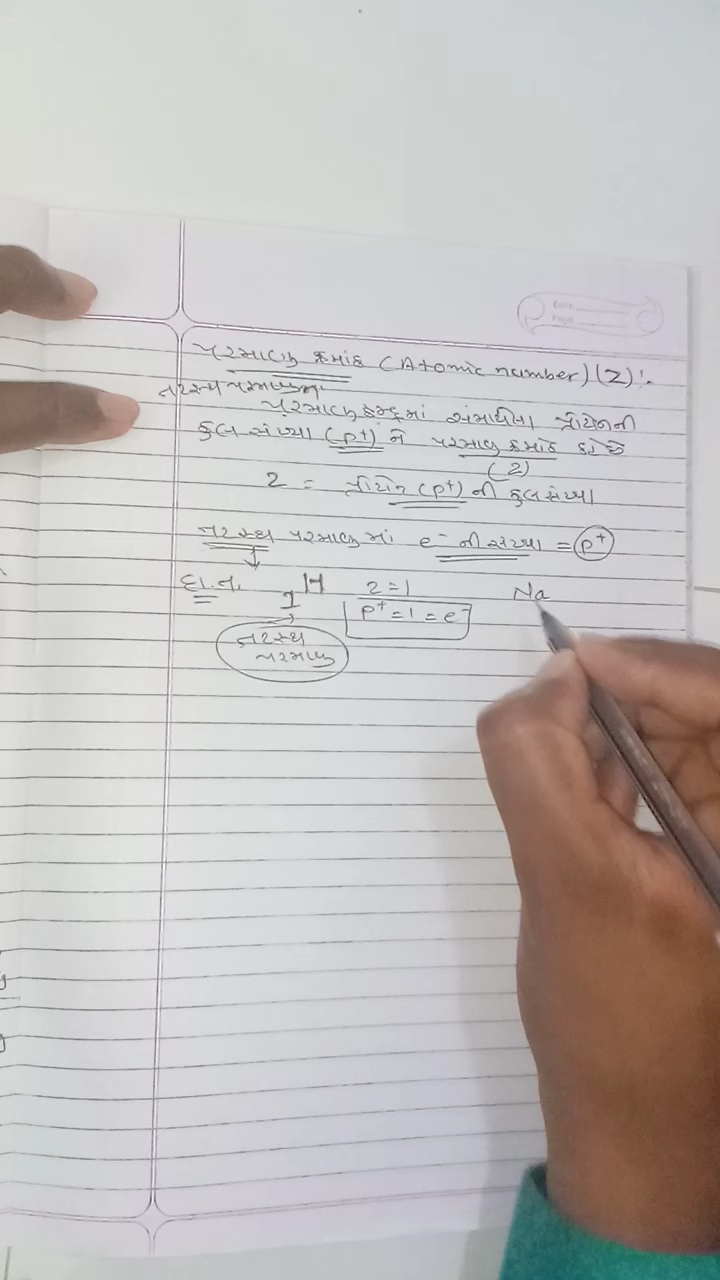 પરમાણુ ક્રમાંક (Atomic number) (Z):
તટસ્થ પરમાણુના
પરમાણુ કેન્દ્રમાં સમાયેલા પ્રોટોનની
કુલ સંખ્યા (p+) ને પરમાણુ ક્રમાંક કહે છે
(Z)
Z = પ્રોટોન (p+) ની કુલ સંખ્યા
તટસ્થ પરમાણુ માં e- ની સંખ્યા = p+
દા.ત. 1H Z=1 Na
p+=1=e
તટસ્થ
પરમાણુ